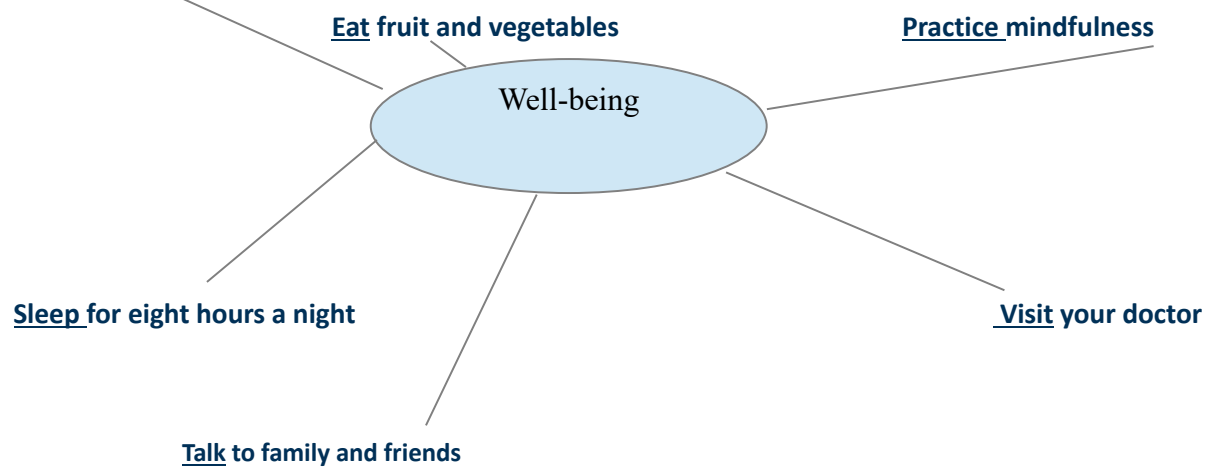 Eat fruit and vegetables
Practice mindfulness
Well-being
Sleep for eight hours a night
Visit your doctor
Talk to family and friends